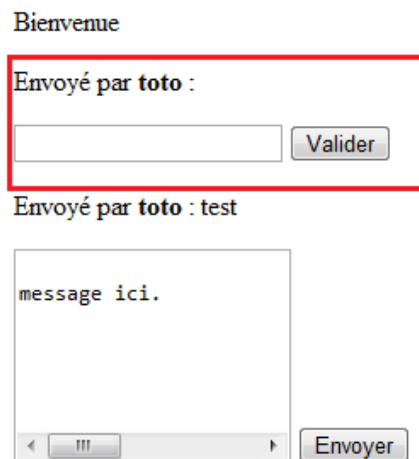 Bienvenue
Envoyé par toto :
Valider
Envoyé par toto : test
message ici.
Envoyer